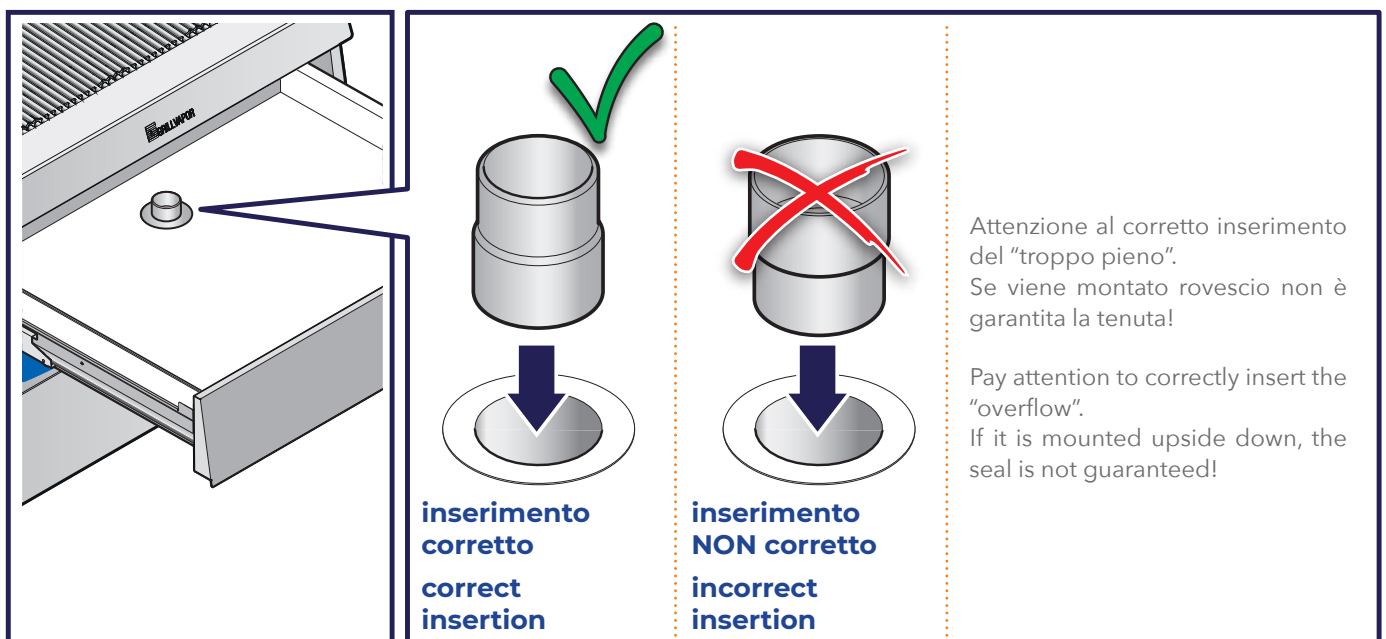 GRILLVAPOR
inserimento
corretto
correct
insertion
inserimento
NON corretto
incorrect
insertion
Attenzione al corretto inserimento
del “troppo pieno”.
Se viene montato rovescio non è
garantita la tenuta!
Pay attention to correctly insert the
“overflow”.
If it is mounted upside down, the
seal is not guaranteed!